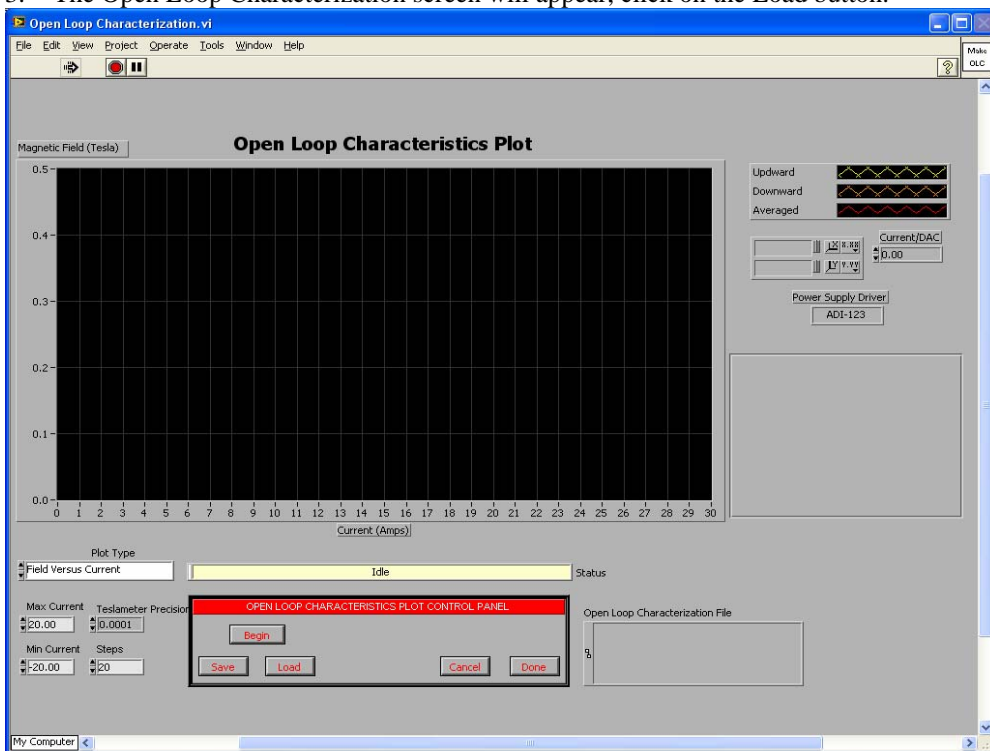 The Open Loop Characterization screen will appear, click on the Load button.
Open Loop Characterization.vi
File Edit View Project Operate Tools Window Help
?
Make
OLC
Open Loop Characteristics Plot
Magnetic Field (Tesla)
0.5
0.4
0.3
0.2
0.1
0.0
0 1 2 3 4 5 6 7 8 9 10 11 12 13 14 15 16 17 18 19 20 21 22 23 24 25 26 27 28 29 30
Current (Amps)
Updward
Downward
Averaged
X X.XX
Y Y.YY
Current/DAC
0.00
Power Supply Driver
ADI-123
Plot Type
Field Versus Current
Idle
Status
Max Current
20.00
Teslameter Precision
0.0001
Min Current
-20.00
Steps
20
OPEN LOOP CHARACTERISTICS PLOT CONTROL PANEL
Begin
Save Load Cancel Done
Open Loop Characterization File
My Computer